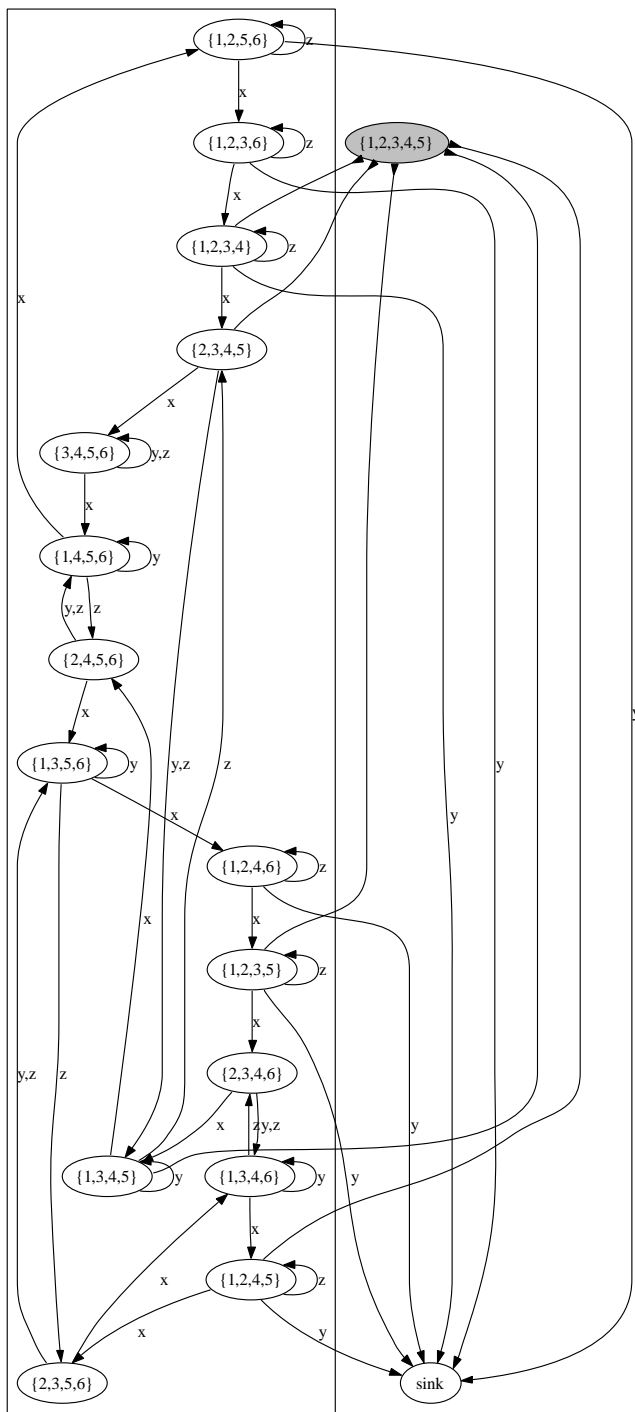 {1,2,5,6}
z
x
{1,2,3,6}
z
{1,2,3,4,5}
x
{1,2,3,4}
z
x
x
{2,3,4,5}
x
{3,4,5,6}
y,z
x
{1,4,5,6}
y
y,z
z
{2,4,5,6}
x
y
{1,3,5,6}
y
y,z
z
y
x
y
{1,2,4,6}
z
x
x
{1,2,3,5}
z
x
{2,3,4,6}
y,z
z
x
z
y,z
y
{1,3,4,5}
y
{1,3,4,6}
y
y
x
x
{1,2,4,5}
z
x
y
{2,3,5,6}
sink